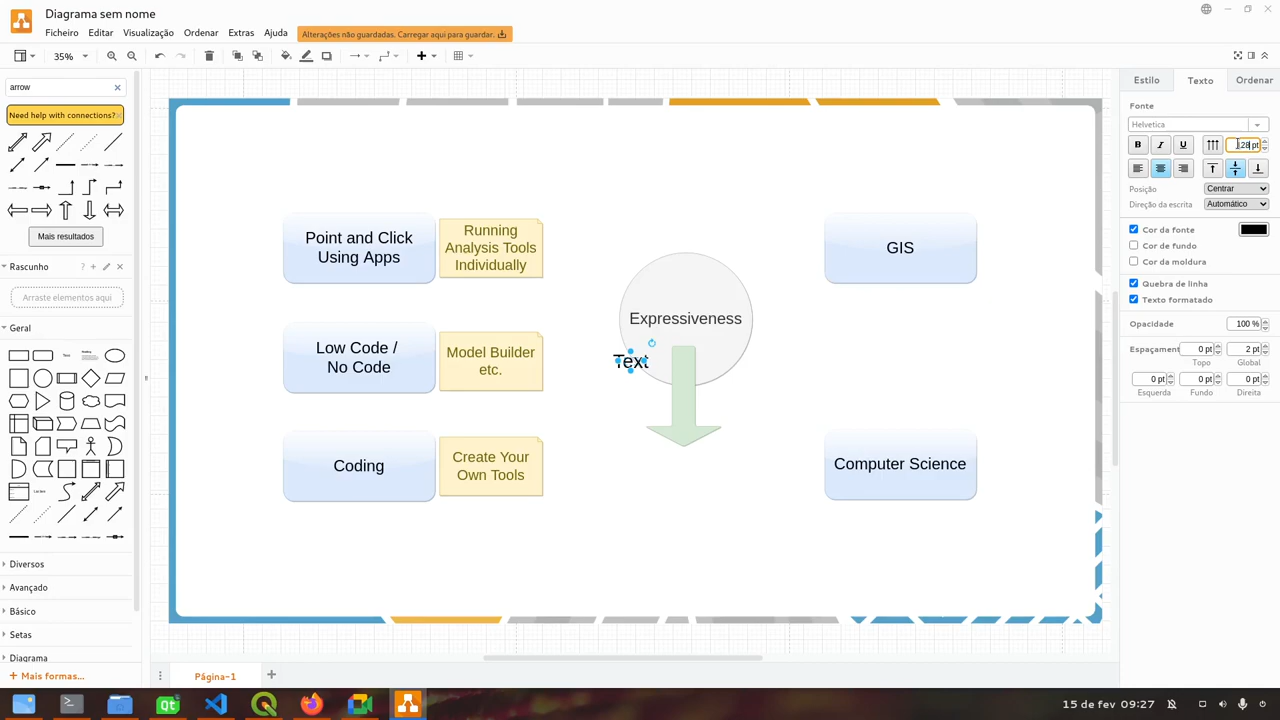 Diagrama sem nome
Ficheiro Editar Visualização Ordenar Extras Ajuda
Alterações não guardadas. Carregar aqui para guardar.
35%
arrow
Need help with connections?
Mais resultados
Rascunho
Arraste elementos aqui
Geral
Diversos
Avançado
Básico
Setas
Diagrama
+ Mais formas...
Point and Click
Using Apps
Running
Analysis Tools
Individually
Low Code /
No Code
Model Builder
etc.
Coding
Create Your
Own Tools
Expressiveness
Text
GIS
Computer Science
Página-1
Estilo Texto Ordenar
Fonte
Helvetica
B I U 128 pt
Posição Centrar
Direção da escrita Automático
Cor da fonte
Cor de fundo
Cor da moldura
Quebra de linha
Texto formatado
Opacidade 100 %
Espaçament 0 pt 2 pt
Topo Global
0 pt 0 pt 0 pt
Esquerda Fundo Direita
15 de fev 09:27